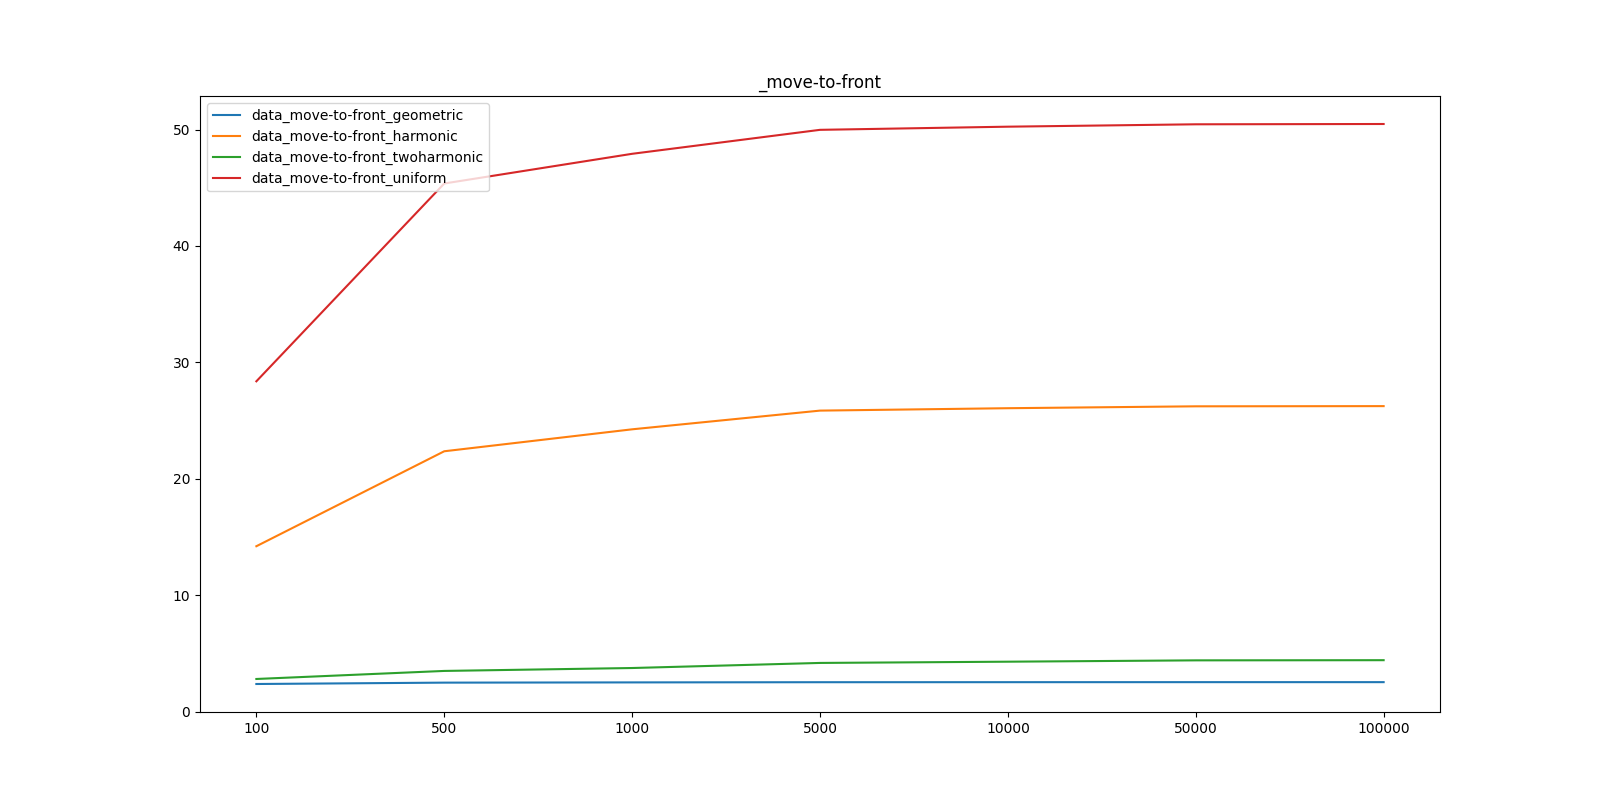 _move-to-front
data_move-to-front_geometric
data_move-to-front_harmonic
data_move-to-front_twoharmonic
data_move-to-front_uniform
50
40
30
20
10
0
100 500 1000 5000 10000 50000 100000